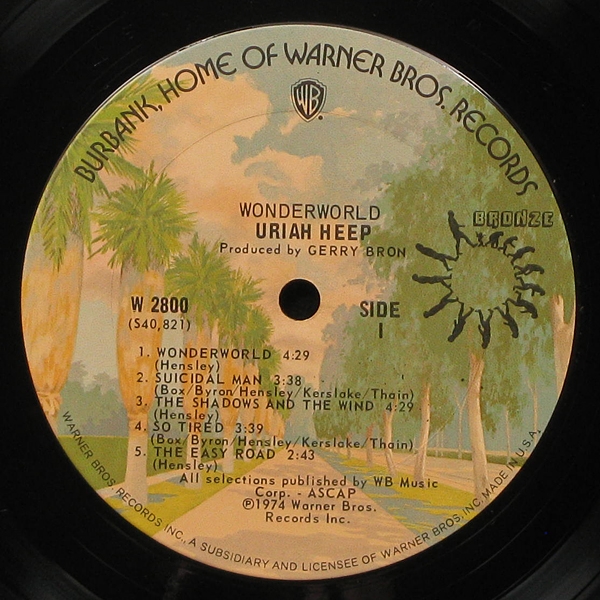 BURBANK, HOME OF WARNER BROS. RECORDS
WB
WONDERWORLD
URIAH HEEP
Produced by GERRY BRON
BRONZE
W 2800
(S40,821)
SIDE
1
1. WONDERWORLD 4:29
(Hensley)
2. SUICIDAL MAN 3:38
(Box/Byron/Hensley/Kerslake/Thain)
3. THE SHADOWS AND THE WIND 4:29
(Hensley)
4. SO TIRED 3:39
(Box/Byron/Hensley/Kerslake/Thain)
5. THE EASY ROAD 2:43
(Hensley)
All selections published by WB Music
Corp. - ASCAP
℗1974 Warner Bros.
Records Inc.
WARNER BROS. RECORDS INC., A SUBSIDIARY AND LICENSEE OF WARNER BROS. INC. MADE IN U.S.A.